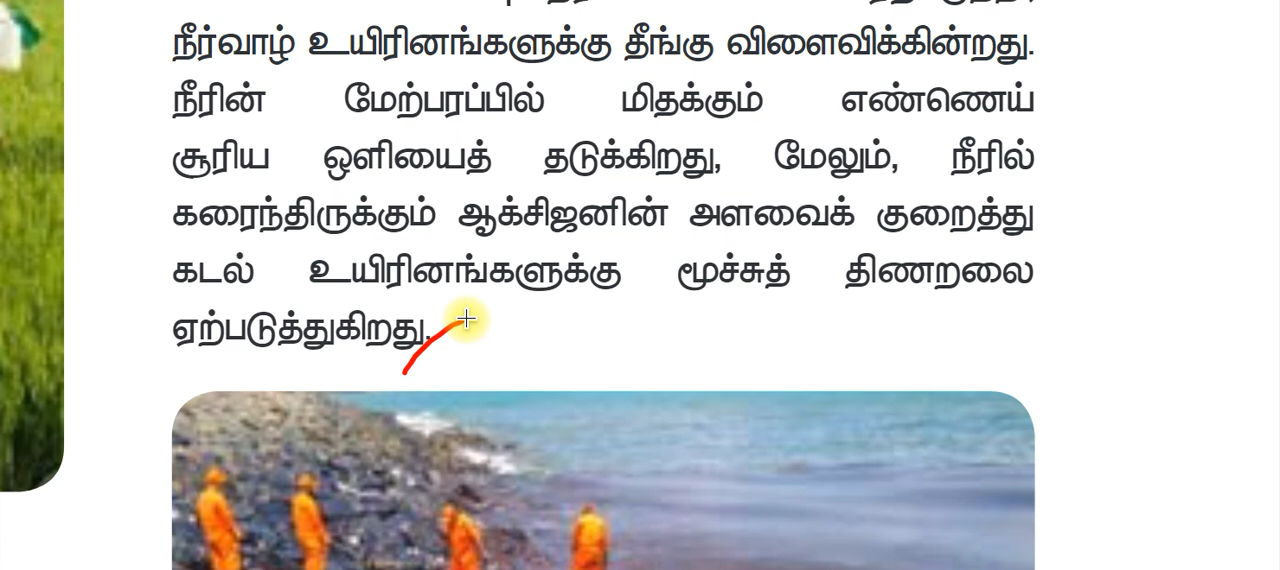 நீர்வாழ் உயிரினங்களுக்கு தீங்கு விளைவிக்கின்றது.
நீரின் மேற்பரப்பில் மிதக்கும் எண்ணெய்
சூரிய ஒளியைத் தடுக்கிறது, மேலும், நீரில்
கரைந்திருக்கும் ஆக்சிஜனின் அளவைக் குறைத்து
கடல் உயிரினங்களுக்கு மூச்சுத் திணறலை
ஏற்படுத்துகிறது.